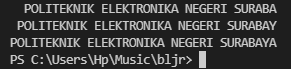 POLITEKNIK ELEKTRONIKA NEGERI SURABA
POLITEKNIK ELEKTRONIKA NEGERI SURABAY
POLITEKNIK ELEKTRONIKA NEGERI SURABAYA
PS C:\Users\Hp\Music\bljr>